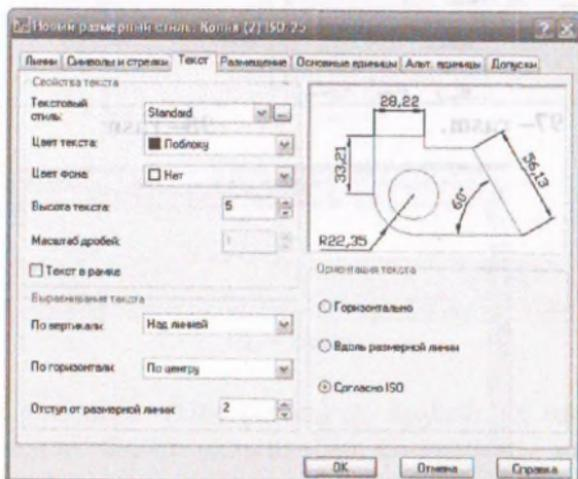 Новый размерный стиль: Копия (2) ISO-25
Линии Символы и стрелки Текст Размещение Основные единицы Альт. единицы Допуски
Свойства текста
Текстовый стиль: Standard ...
Цвет текста: Поблоку
Цвет фона: Нет
Высота текста: 5
Масштаб дробей:
Текст в рамке
Выравнивание текста
По вертикали: Над линией
По горизонтали: По центру
Отступ от размерной линии: 2
28,22
33,21
56,13
60°
R22,35
Ориентация текста
Горизонтально
Вдоль размерной линии
Согласно ISO
OK Отмена Справка
97– rasm.